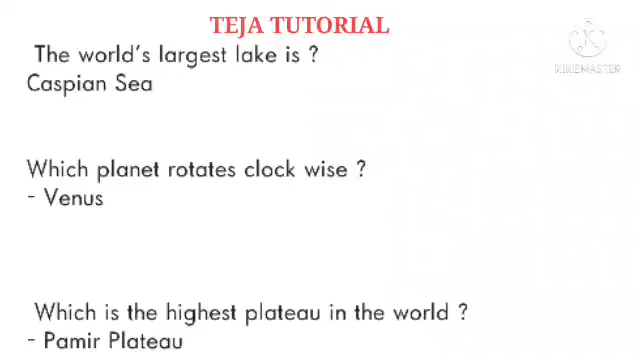 TEJA TUTORIAL
KINEMASTER
The world's largest lake is ?
Caspian Sea
Which planet rotates clock wise ?
- Venus
Which is the highest plateau in the world ?
- Pamir Plateau